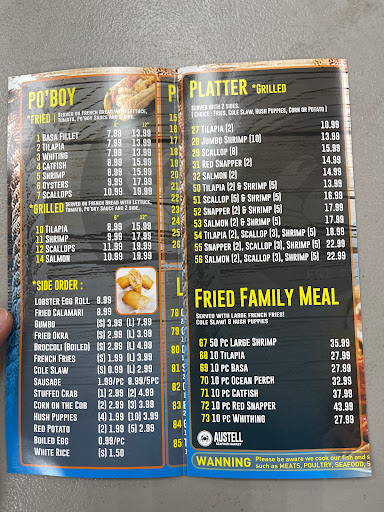 PO'BOY
*FRIED | SERVED ON FRENCH BREAD WITH LETTUCE,
TOMATO, PO'BOY SAUCE AND 2 SIDE.
12"
1 BASA FILLET 7.99 13.99
2 TILAPIA 7.99 13.99
3 WHITING 7.99 13.99
4 CATFISH 8.99 15.99
5 SHRIMP 8.99 15.99
6 OYSTERS 9.99 17.99
7 SCALLOPS 10.99 19.99
*GRILLED SERVED ON FRENCH BREAD WITH LETTUCE,
TOMATO, PO'BOY SAUCE AND 2 SIDE.
6" 12"
10 TILAPIA 8.99 15.99
11 SHRIMP 9.99 17.99
12 SCALLOPS 11.99 19.99
14 SALMON 10.99 19.99
*SIDE ORDER :
LOBSTER EGG ROLL 8.99
FRIED CALAMARI 8.99
GUMBO (S) 3.99 (L) 7.99
FRIED OKRA (S) 2.99 (L) 3.99
BROCCOLI (BOILED) (S) 2.99 (L) 4.99
FRENCH FRIES (S) 1.99 (L) 3.99
COLE SLAW (S) 0.99 (L) 2.99
SAUSAGE 1.99/PC 8.99/5PC
STUFFED CRAB (1) 2.99 (2) 4.99
CORN ON THE COB (2) 2.99 (3) 3.99
HUSH PUPPIES (4) 1.99 (10) 3.99
RED POTATO (2) 1.99 (5) 2.99
BOILED EGG 0.99/PC
WHITE RICE (S) 1.50
PLATTER *GRILLED
SERVED WITH 2 SIDES.
( CHOICE : FRIES, COLE SLAW, HUSH PUPPIES, CORN OR POTATO )
27 TILAPIA (2) 10.99
28 JUMBO SHRIMP (10) 13.99
29 SCALLOP (9) 15.99
31 RED SNAPPER (2) 14.99
32 SALMON (2) 14.99
50 TILAPIA (2) & SHRIMP (5) 13.99
51 SCALLOP (5) & SHRIMP (5) 16.99
52 SNAPPER (2) & SHRIMP (5) 17.99
53 SALMON (2) & SHRIMP (5) 17.99
54 TILAPIA (2), SCALLOP (3), SHRIMP (5) 18.99
55 SNAPPER (2), SCALLOP (3), SHRIMP (5) 22.99
56 SALMON (2), SCALLOP (3), SHRIMP (5) 22.99
FRIED FAMILY MEAL
SERVED WITH LARGE FRENCH FRIES!
COLE SLAW! & HUSH PUPPIES
67 50 PC LARGE SHRIMP 35.99
68 10 TILAPIA 27.99
69 10 PC BASA 27.99
70 10 PC OCEAN PERCH 32.99
71 10 PC CATFISH 37.99
72 10 PC RED SNAPPER 43.99
73 10 PC WHITHING 27.99
AUSTELL
WANNING Please be aware we cook our fish and s
such as MEATS, POULTRY, SEAFOOD, S